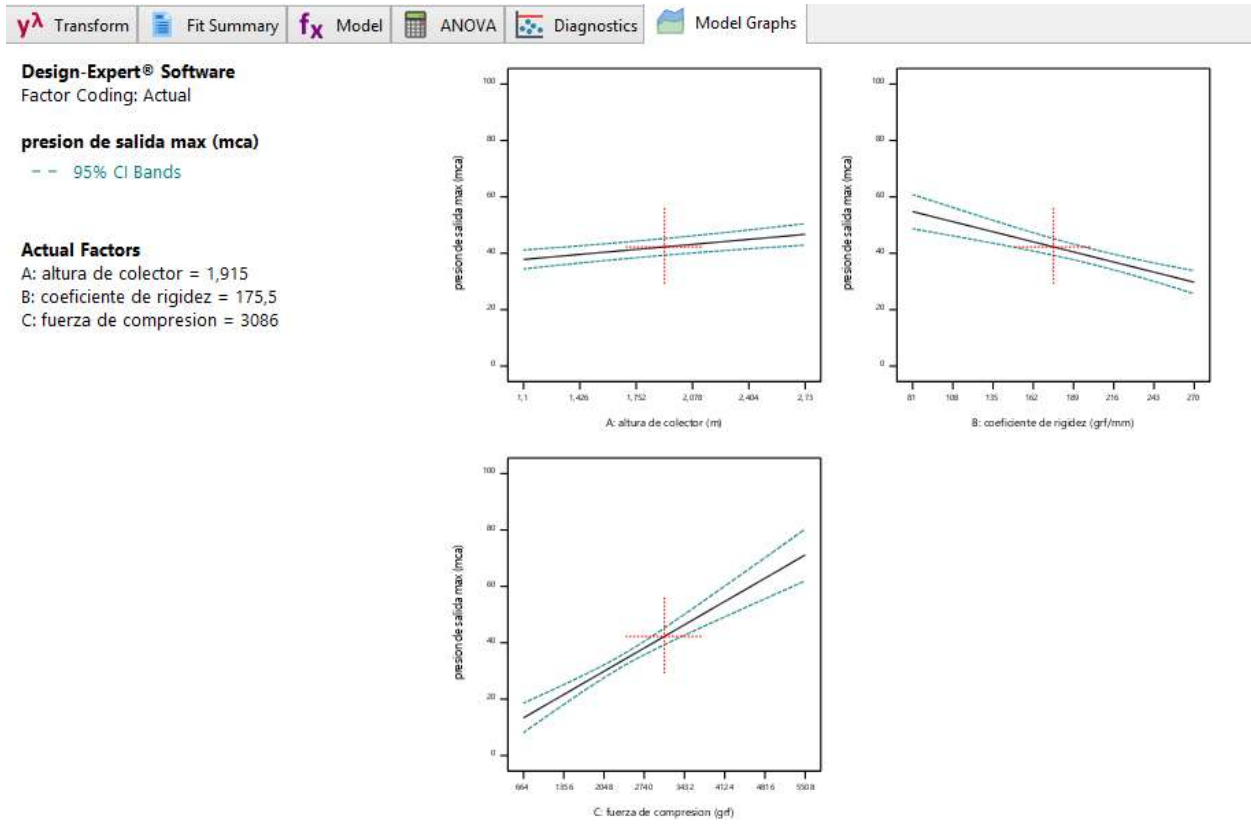 yλ Transform Fit Summary fx Model ANOVA Diagnostics Model Graphs
Design-Expert® Software
Factor Coding: Actual
presion de salida max (mca)
95% CI Bands
Actual Factors
A: altura de colector = 1,915
B: coeficiente de rigidez = 175,5
C: fuerza de compresion = 3086
presion de salida max (mca)
100
80
60
40
20
0
1,1 1,426 1,752 2,078 2,404 2,73
A: altura de colector (m)
presion de salida max (mca)
100
80
60
40
20
0
81 108 135 162 189 216 243 270
B: coeficiente de rigidez (grf/mm)
presion de salida max (mca)
100
80
60
40
20
0
664 1356 2048 2740 3432 4124 4816 5508
C: fuerza de compresion (grf)